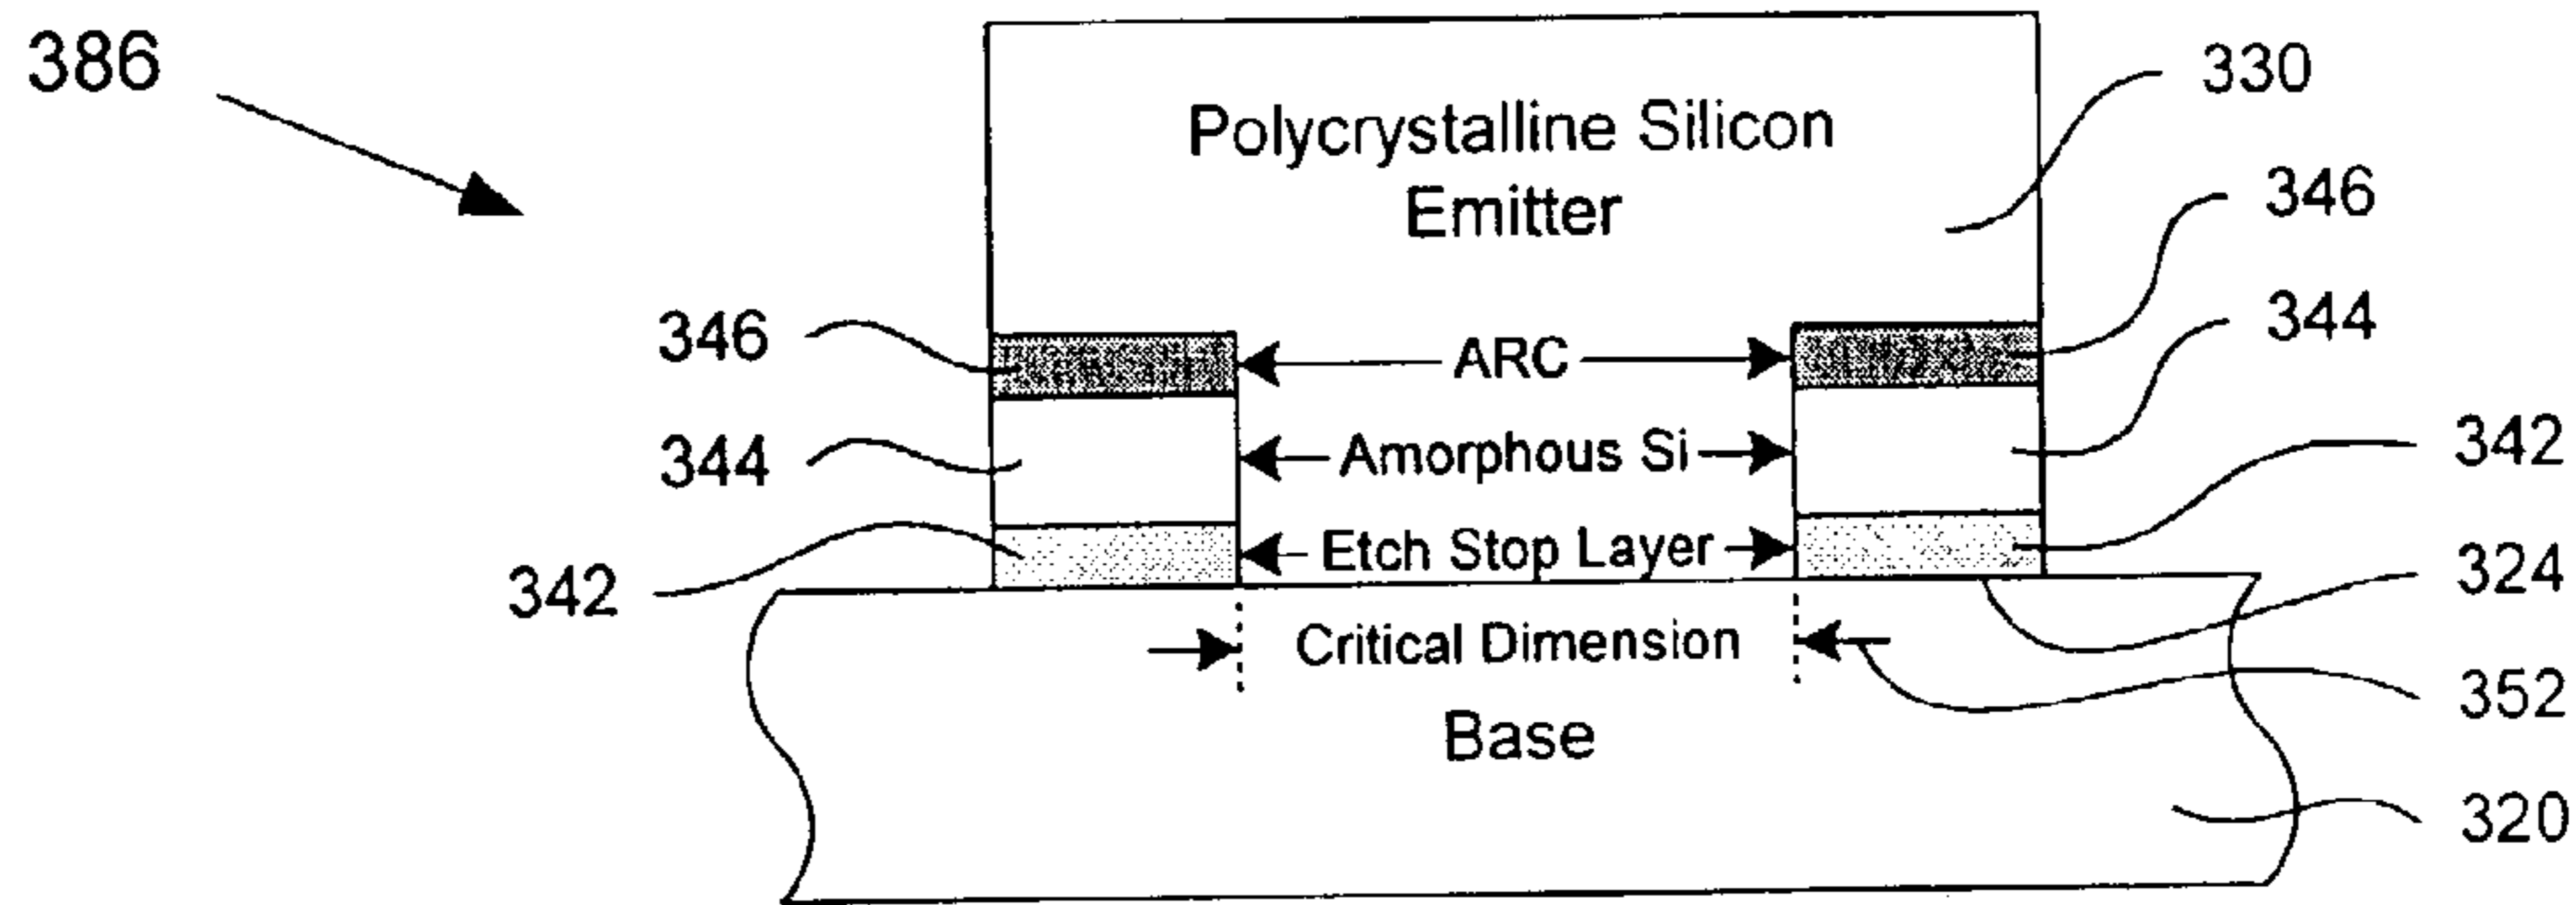 386
330
Polycrystalline Silicon
Emitter
346
346
ARC
344
344
Amorphous Si
342
342
Etch Stop Layer
324
Critical Dimension
352
Base
320